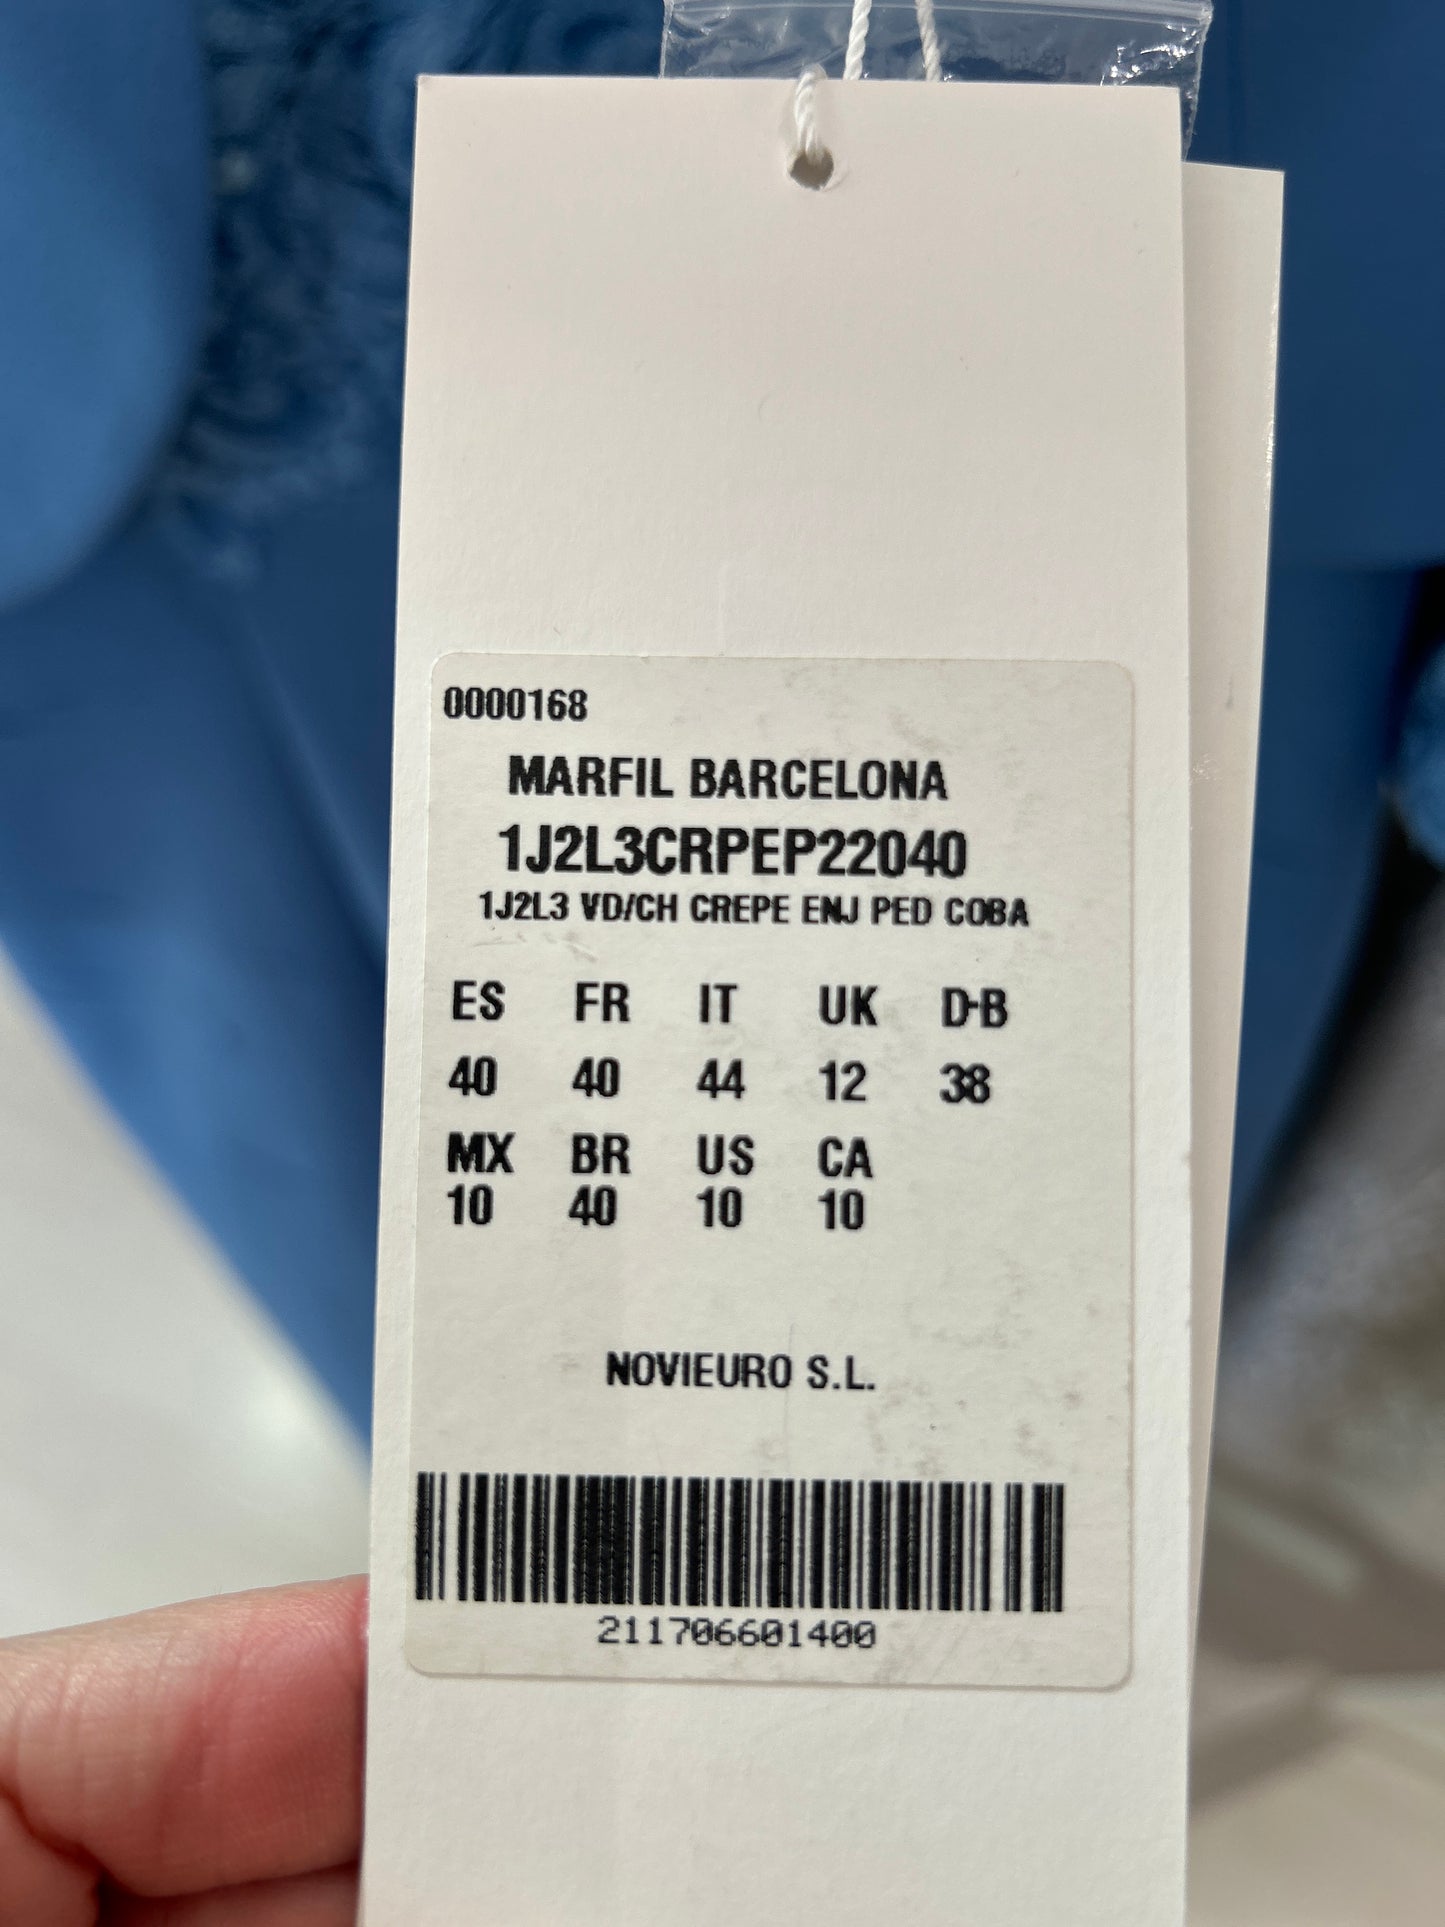 0000168
MARFIL BARCELONA
1J2L3CRPEP22040
1J2L3 VD/CH CREPE ENJ PED COBA
ES FR IT UK D-B
40 40 44 12 38
MX BR US CA
10 40 10 10
NOVIEURO S.L.
211706601400